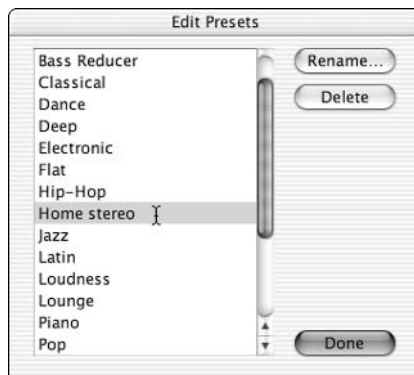 Edit Presets
Bass Reducer
Classical
Dance
Deep
Electronic
Flat
Hip-Hop
Home stereo
Jazz
Latin
Loudness
Lounge
Piano
Pop
Rename...
Delete
Done